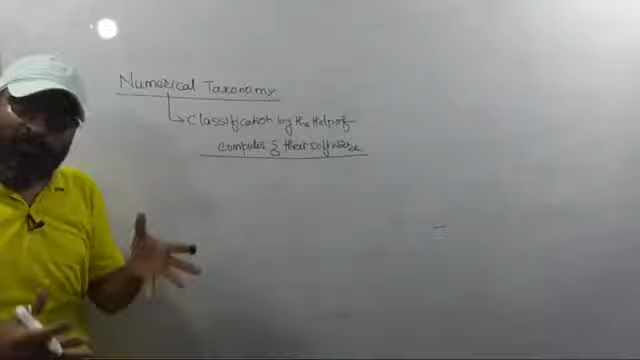 Numerical Taxonomy
Classification by the Help of
computer & their software